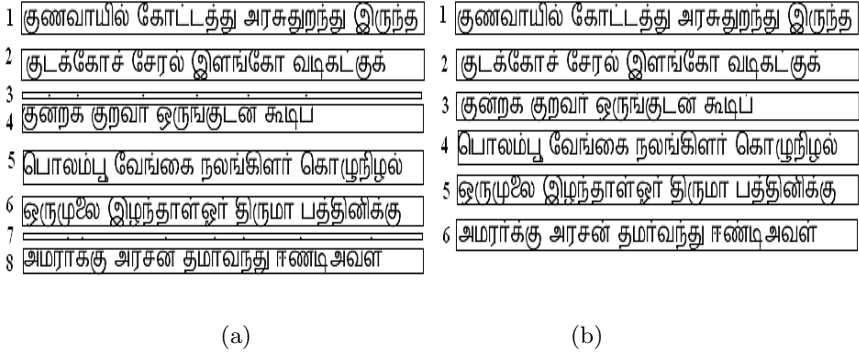 1 குணவாயில் கோட்டத்து அரசுதுறந்து இருந்த
2 குடக்கோச் சேரல் இளங்கோ வடிகட்குக்
3
4 குன்றக் குறவர் ஒருங்குடன் கூடிப்
5 பொலம்பூ வேங்கை நலங்கிளர் கொழுநிழல்
6 ஒருமுலை இழந்தாள்ஓர் திருமா பத்தினிக்கு
7
8 அமரர்க்கு அரசன் தமர்வந்து ஈண்டிஅவள்
(a)
1 குணவாயில் கோட்டத்து அரசுதுறந்து இருந்த
2 குடக்கோச் சேரல் இளங்கோ வடிகட்குக்
3 குன்றக் குறவர் ஒருங்குடன் கூடிப்
4 பொலம்பூ வேங்கை நலங்கிளர் கொழுநிழல்
5 ஒருமுலை இழந்தாள்ஓர் திருமா பத்தினிக்கு
6 அமரர்க்கு அரசன் தமர்வந்து ஈண்டிஅவள்
(b)